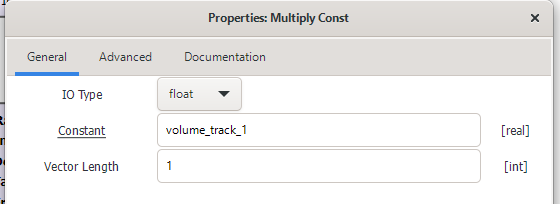 Properties: Multiply Const
General Advanced Documentation
IO Type float
Constant volume_track_1 [real]
Vector Length 1 [int]